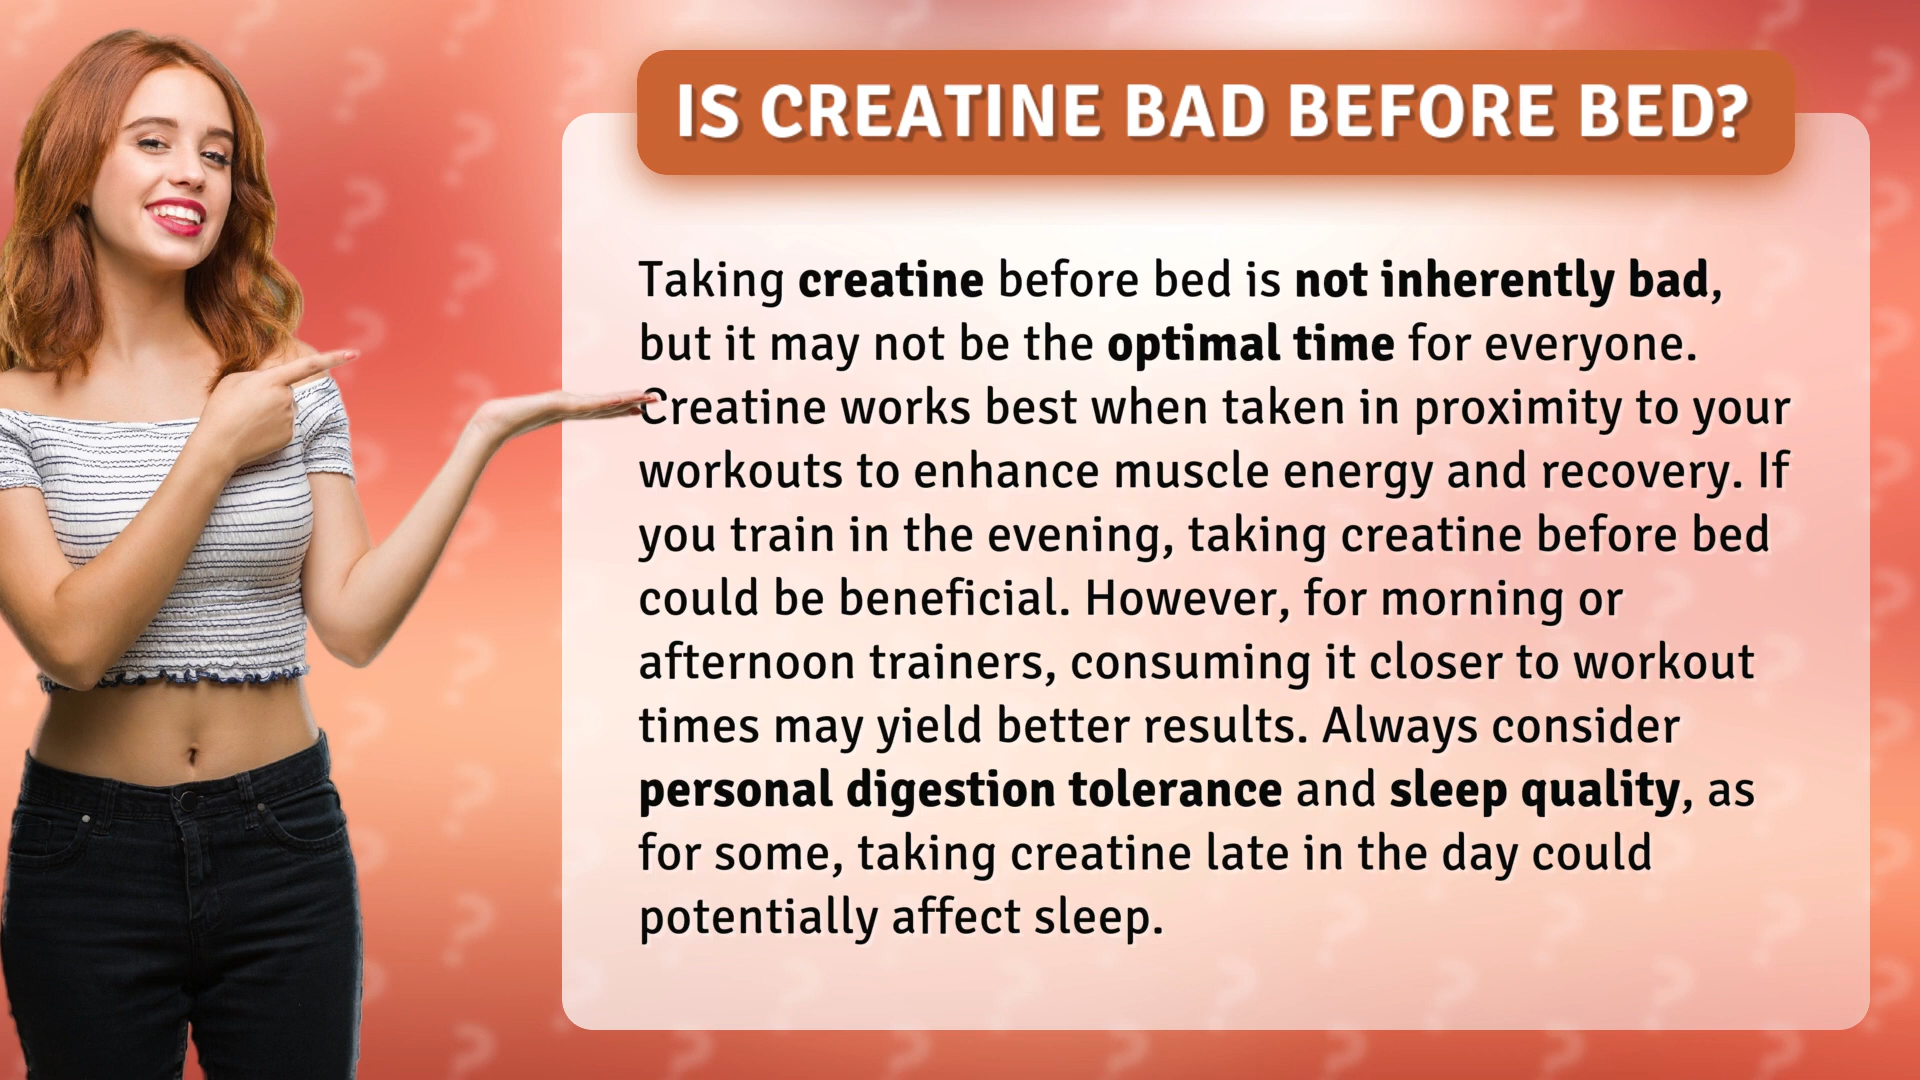 IS CREATINE BAD BEFORE BED?
Taking creatine before bed is not inherently bad,
but it may not be the optimal time for everyone.
Creatine works best when taken in proximity to your
workouts to enhance muscle energy and recovery. If
you train in the evening, taking creatine before bed
could be beneficial. However, for morning or
afternoon trainers, consuming it closer to workout
times may yield better results. Always consider
personal digestion tolerance and sleep quality, as
for some, taking creatine late in the day could
potentially affect sleep.